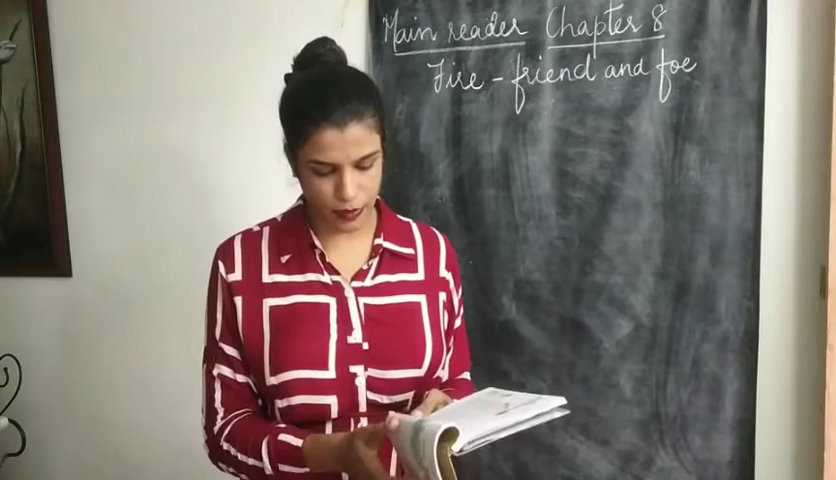 Main reader Chapter 8
Fire - friend and foe